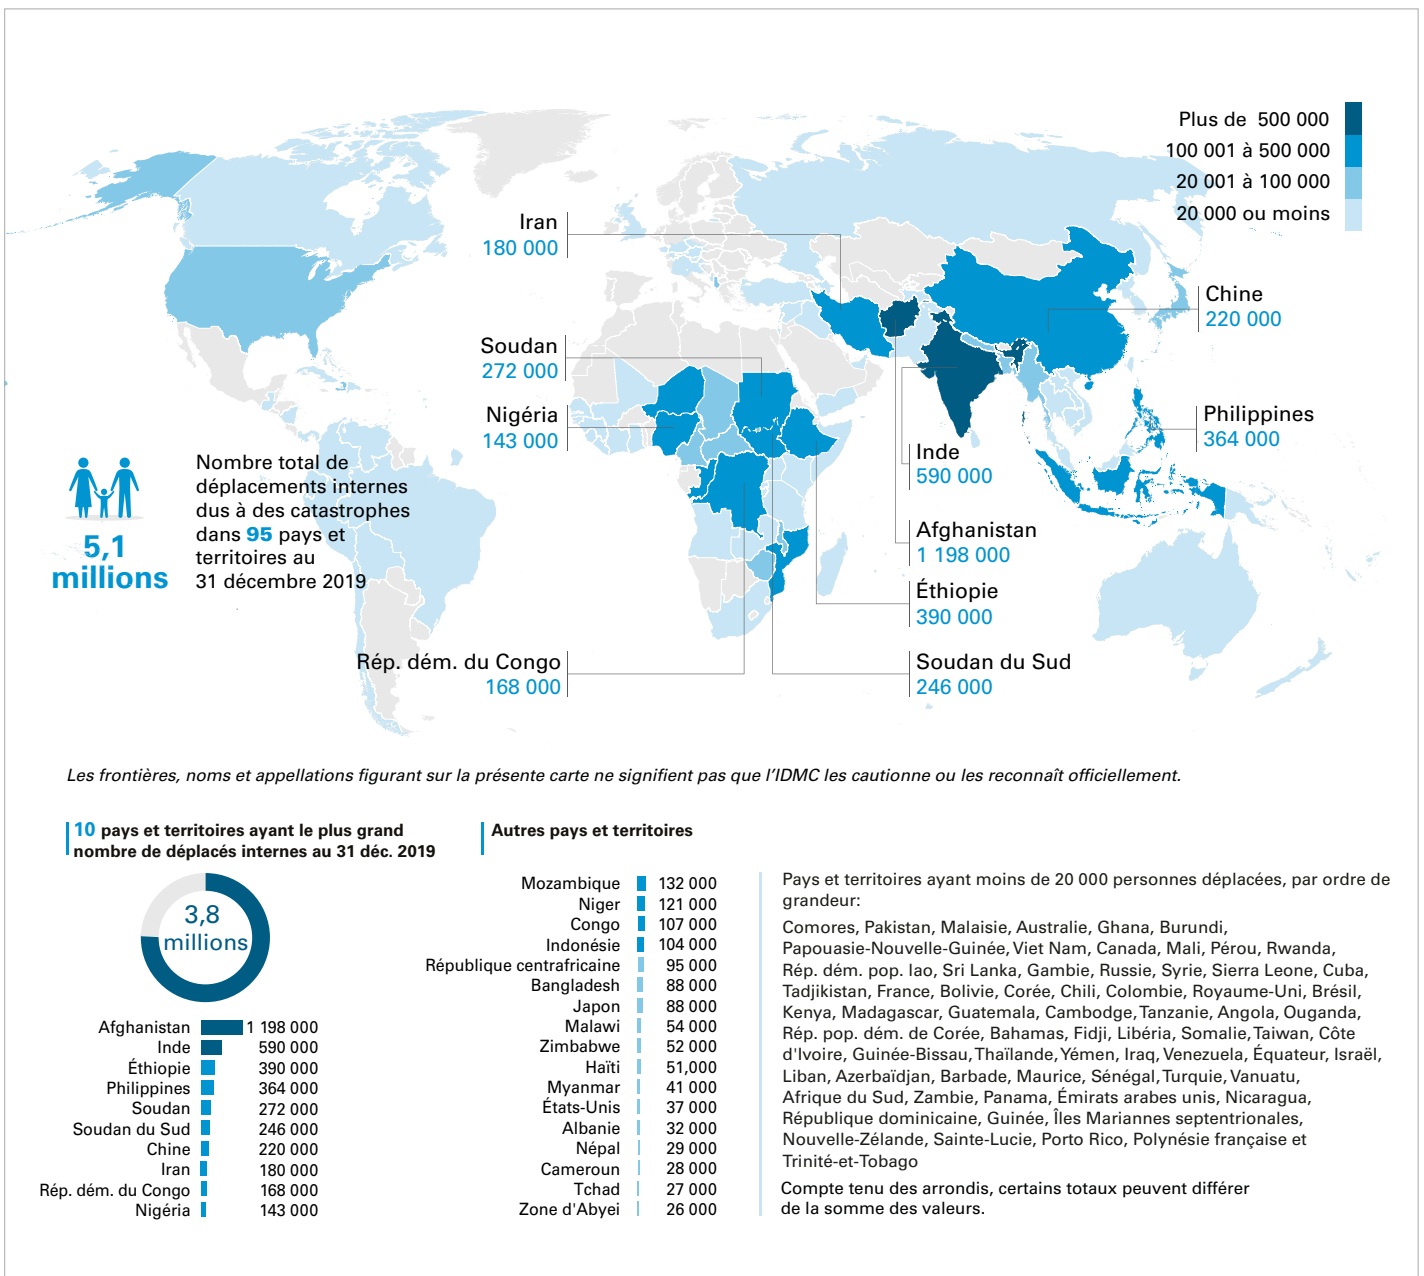 Plus de 500 000
100 001 à 500 000
20 001 à 100 000
20 000 ou moins
Iran
180 000
Chine
220 000
Soudan
272 000
Nigéria
143 000
Philippines
364 000
Inde
590 000
Afghanistan
1 198 000
Éthiopie
390 000
Soudan du Sud
246 000
Rép. dém. du Congo
168 000
5,1
millions
Nombre total de
déplacements internes
dus à des catastrophes
dans 95 pays et
territoires au
31 décembre 2019
Les frontières, noms et appellations figurant sur la présente carte ne signifient pas que l'IDMC les cautionne ou les reconnaît officiellement.
10 pays et territoires ayant le plus grand
nombre de déplacés internes au 31 déc. 2019
3,8
millions
Afghanistan 1 198 000
Inde 590 000
Éthiopie 390 000
Philippines 364 000
Soudan 272 000
Soudan du Sud 246 000
Chine 220 000
Iran 180 000
Rép. dém. du Congo 168 000
Nigéria 143 000
Autres pays et territoires
Mozambique 132 000
Niger 121 000
Congo 107 000
Indonésie 104 000
République centrafricaine 95 000
Bangladesh 88 000
Japon 88 000
Malawi 54 000
Zimbabwe 52 000
Haïti 51,000
Myanmar 41 000
États-Unis 37 000
Albanie 32 000
Népal 29 000
Cameroun 28 000
Tchad 27 000
Zone d'Abyei 26 000
Pays et territoires ayant moins de 20 000 personnes déplacées, par ordre de
grandeur:
Comores, Pakistan, Malaisie, Australie, Ghana, Burundi,
Papouasie-Nouvelle-Guinée, Viet Nam, Canada, Mali, Pérou, Rwanda,
Rép. dém. pop. lao, Sri Lanka, Gambie, Russie, Syrie, Sierra Leone, Cuba,
Tadjikistan, France, Bolivie, Corée, Chili, Colombie, Royaume-Uni, Brésil,
Kenya, Madagascar, Guatemala, Cambodge, Tanzanie, Angola, Ouganda,
Rép. pop. dém. de Corée, Bahamas, Fidji, Libéria, Somalie, Taiwan, Côte
d'Ivoire, Guinée-Bissau, Thaïlande, Yémen, Iraq, Venezuela, Équateur, Israël,
Liban, Azerbaïdjan, Barbade, Maurice, Sénégal, Turquie, Vanuatu,
Afrique du Sud, Zambie, Panama, Émirats arabes unis, Nicaragua,
République dominicaine, Guinée, Îles Mariannes septentrionales,
Nouvelle-Zélande, Sainte-Lucie, Porto Rico, Polynésie française et
Trinité-et-Tobago
Compte tenu des arrondis, certains totaux peuvent différer
de la somme des valeurs.